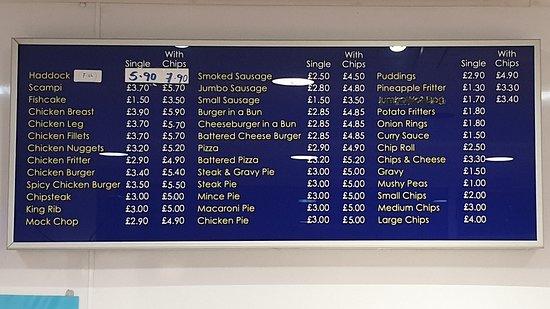 Single With Chips
Haddock Fish 5.90 7.90
Scampi £3.70 £5.70
Fishcake £1.50 £3.50
Chicken Breast £3.90 £5.90
Chicken Leg £3.70 £5.70
Chicken Fillets £3.70 £5.70
Chicken Nuggets £3.20 £5.20
Chicken Fritter £2.90 £4.90
Chicken Burger £3.40 £5.40
Spicy Chicken Burger £3.50 £5.50
Chipsteak £3.00 £5.00
King Rib £3.00 £5.00
Mock Chop £2.90 £4.90
Single With Chips
Smoked Sausage £2.50 £4.50
Jumbo Sausage £2.80 £4.80
Small Sausage £1.50 £3.50
Burger in a Bun £2.85 £4.85
Cheeseburger in a Bun £2.85 £4.85
Battered Cheese Burger £2.85 £4.85
Pizza £2.90 £4.90
Battered Pizza £3.20 £5.20
Steak & Gravy Pie £3.00 £5.00
Steak Pie £3.00 £5.00
Mince Pie £3.00 £5.00
Macaroni Pie £3.00 £5.00
Chicken Pie £3.00 £5.00
Single With Chips
Puddings £2.90 £4.90
Pineapple Fritter £1.30 £3.30
£1.70 £3.40
Potato Fritters £1.80
Onion Rings £1.80
Curry Sauce £1.50
Chip Roll £2.50
Chips & Cheese £3.30
Gravy £1.50
Mushy Peas £1.00
Small Chips £2.00
Medium Chips £3.00
Large Chips £4.00